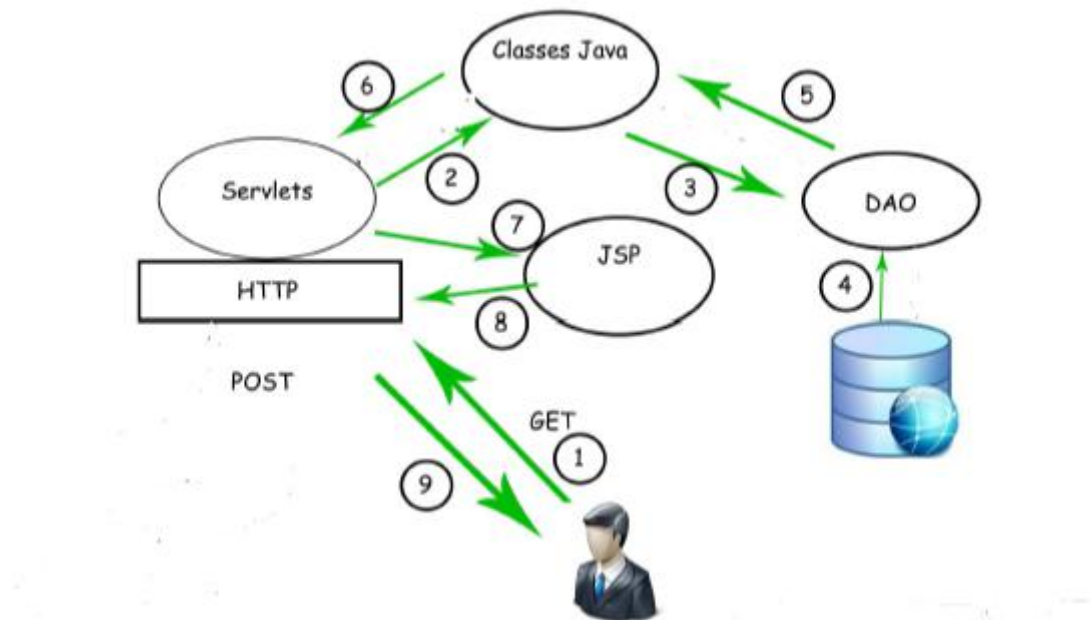 Classes Java
6
5
2
3
Servlets
DAO
7
JSP
4
HTTP
8
POST
GET
1
9